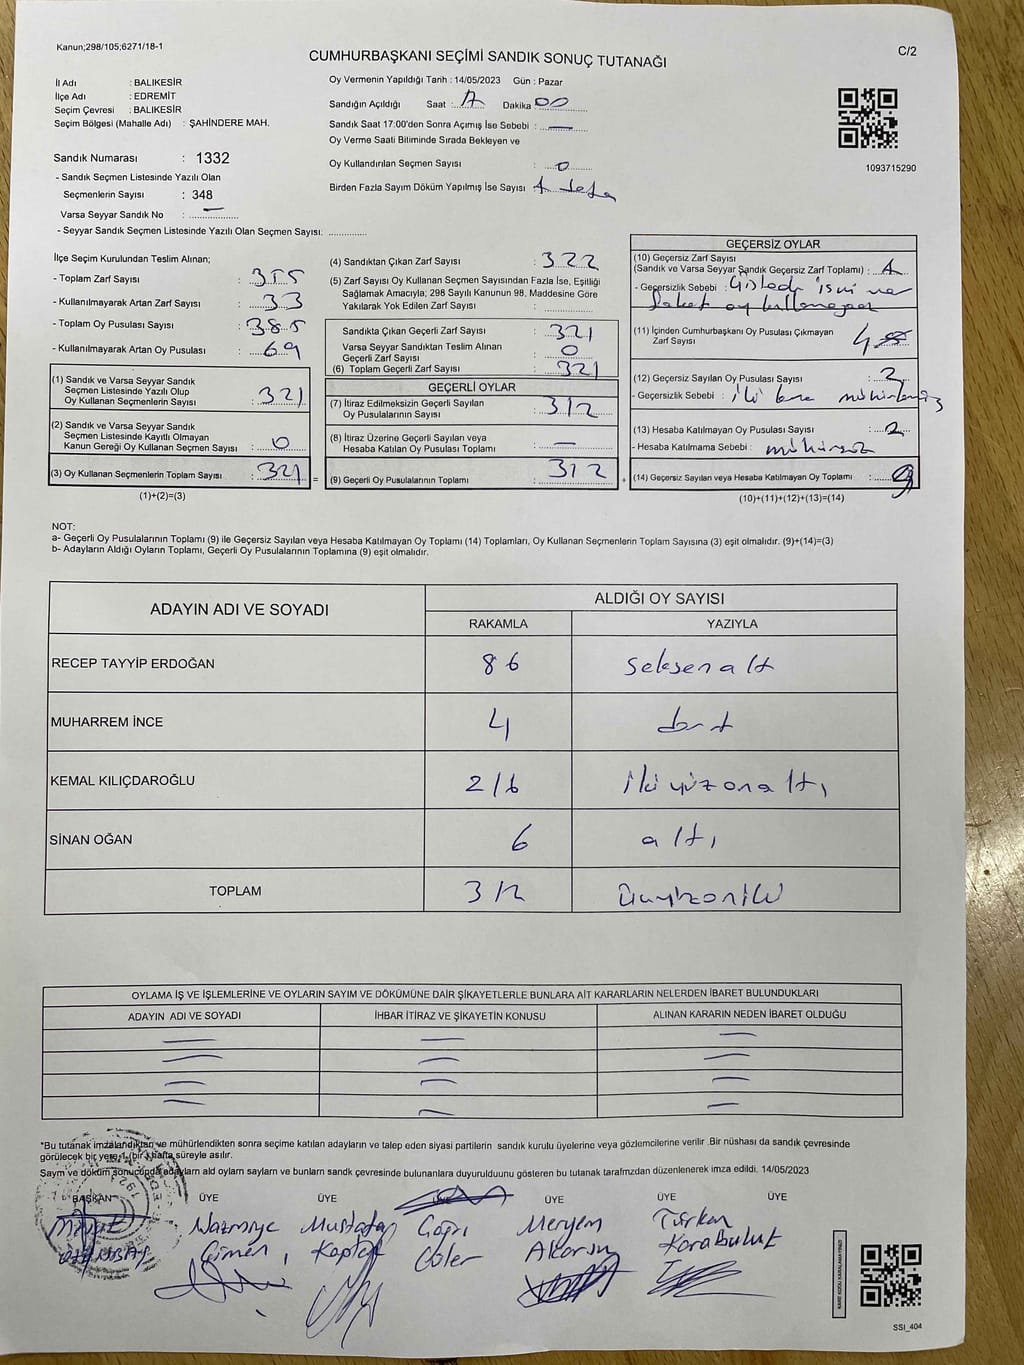 Kanun;298/105;6271/18-1
C/2
CUMHURBAŞKANI SEÇİMİ SANDIK SONUÇ TUTANAĞI
İl Adı : BALIKESİR
İlçe Adı : EDREMİT
Seçim Çevresi : BALIKESİR
Seçim Bölgesi (Mahalle Adı) : ŞAHİNDERE MAH.
Sandık Numarası : 1332
- Sandık Seçmen Listesinde Yazılı Olan
Seçmenlerin Sayısı : 348
Varsa Seyyar Sandık No : —
- Seyyar Sandık Seçmen Listesinde Yazılı Olan Seçmen Sayısı: ..............
Oy Vermenin Yapıldığı Tarih : 14/05/2023 Gün : Pazar
Sandığın Açıldığı Saat : 17 Dakika : 00
Sandık Saat 17:00'den Sonra Açımış İse Sebebi : —
Oy Verme Saati Bitiminde Sırada Bekleyen ve
Oy Kullandırılan Seçmen Sayısı : 0
Birden Fazla Sayım Döküm Yapılmış İse Sayısı : 1 defa
1093715290
İlçe Seçim Kurulundan Teslim Alınan;
- Toplam Zarf Sayısı : 355
- Kullanılmayarak Artan Zarf Sayısı : 33
- Toplam Oy Pusulası Sayısı : 385
- Kullanılmayarak Artan Oy Pusulası : 69
(1) Sandık ve Varsa Seyyar Sandık
Seçmen Listesinde Yazılı Olup
Oy Kullanan Seçmenlerin Sayısı : 321
(2) Sandık ve Varsa Seyyar Sandık
Seçmen Listesinde Kayıtlı Olmayan
Kanun Gereği Oy Kullanan Seçmen Sayısı : 0
(3) Oy Kullanan Seçmenlerin Toplam Sayısı : 321 =
(1)+(2)=(3)
(4) Sandıktan Çıkan Zarf Sayısı : 322
(5) Zarf Sayısı Oy Kullanan Seçmen Sayısından Fazla İse, Eşitliği
Sağlamak Amacıyla; 298 Sayılı Kanunun 98. Maddesine Göre
Yakılarak Yok Edilen Zarf Sayısı : ..............
Sandıkta Çıkan Geçerli Zarf Sayısı : 321
Varsa Seyyar Sandıktan Teslim Alınan
Geçerli Zarf Sayısı : 0
(6) Toplam Geçerli Zarf Sayısı : 321
GEÇERLİ OYLAR
(7) İtiraz Edilmeksizin Geçerli Sayılan
Oy Pusulalarının Sayısı : 312
(8) İtiraz Üzerine Geçerli Sayılan veya
Hesaba Katılan Oy Pusulası Toplamı : —
(9) Geçerli Oy Pusulalarının Toplamı : 312 +
GEÇERSİZ OYLAR
(10) Geçersiz Zarf Sayısı
(Sandık ve Varsa Seyyar Sandık Geçersiz Zarf Toplamı) : 1
- Geçersizlik Sebebi : Listede ismi var
fakat oy kullanmayan
(11) İçinden Cumhurbaşkanı Oy Pusulası Çıkmayan
Zarf Sayısı 4
(12) Geçersiz Sayılan Oy Pusulası Sayısı : 2
- Geçersizlik Sebebi : iki kere mühürlenmiş
(13) Hesaba Katılmayan Oy Pusulası Sayısı : 2
- Hesaba Katılmama Sebebi : mühürsüz
(14) Geçersiz Sayılan veya Hesaba Katılmayan Oy Toplamı : 9
(10)+(11)+(12)+(13)=(14)
NOT:
a- Geçerli Oy Pusulalarının Toplamı (9) ile Geçersiz Sayılan veya Hesaba Katılmayan Oy Toplamı (14) Toplamları, Oy Kullanan Seçmenlerin Toplam Sayısına (3) eşit olmalıdır. (9)+(14)=(3)
b- Adayların Aldığı Oyların Toplamı, Geçerli Oy Pusulalarının Toplamına (9) eşit olmalıdır.
ADAYIN ADI VE SOYADI ALDIĞI OY SAYISI
RAKAMLA YAZIYLA
RECEP TAYYİP ERDOĞAN 86 Seksen altı
MUHARREM İNCE 4 dört
KEMAL KILIÇDAROĞLU 216 ikiyüzonaltı
SİNAN OĞAN 6 altı
TOPLAM 312 Üçyüzoniki
OYLAMA İŞ VE İŞLEMLERİNE VE OYLARIN SAYIM VE DÖKÜMÜNE DAİR ŞİKAYETLERLE BUNLARA AİT KARARLARIN NELERDEN İBARET BULUNDUKLARI
ADAYIN ADI VE SOYADI İHBAR İTİRAZ VE ŞİKAYETİN KONUSU ALINAN KARARIN NEDEN İBARET OLDUĞU
*Bu tutanak imzalandıktan ve mühürlendikten sonra seçime katılan adayların ve talep eden siyasi partilerin sandık kurulu üyelerine veya gözlemcilerine verilir .Bir nüshası da sandık çevresinde
görülecek bir yere 1 (bir) hafta süreyle asılır.
Sayım ve döküm sonucunda adayların ald oyların sayların ve bunların sandık çevresinde bulunanlara duyurulduunu gösteren bu tutanak tarafmzdan düzenlenerek imza edildi. 14/05/2023
BAŞKAN ÜYE ÜYE ÜYE ÜYE ÜYE
Nazmiye Mustafa Çağrı Meryem Türkan
Çimen Kaptan Güler Karabulut
SSI_404